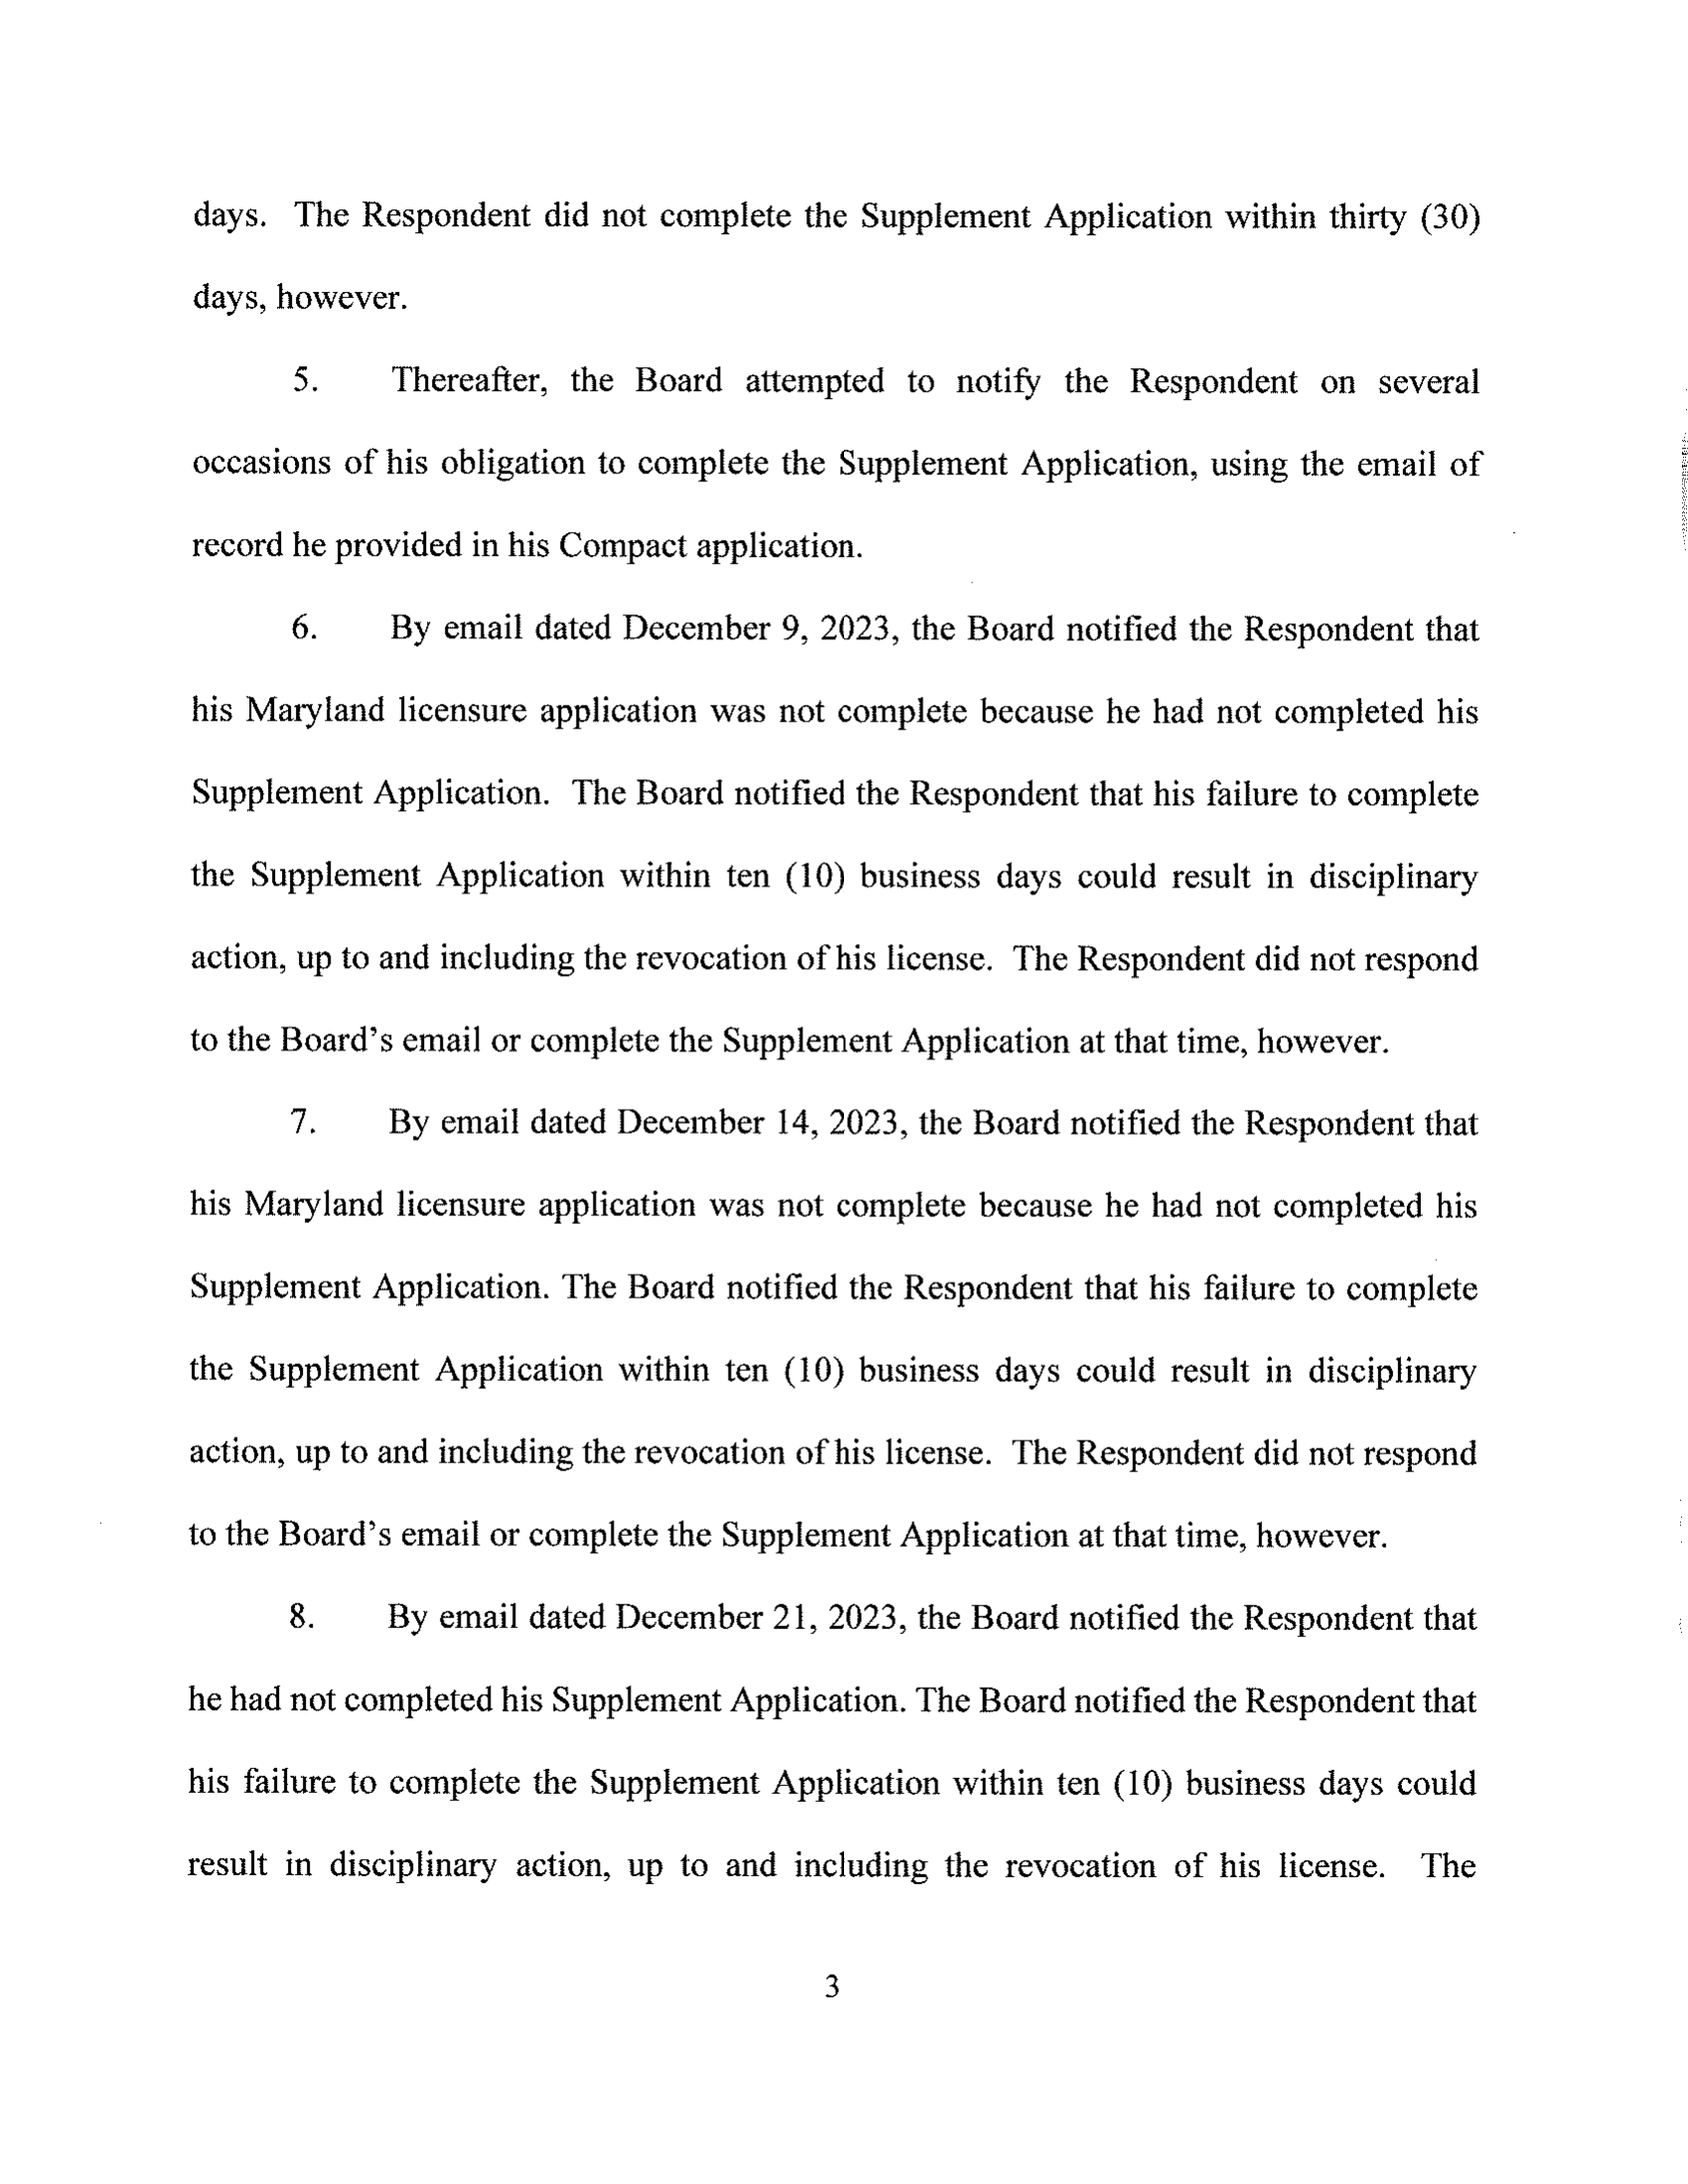 days. The Respondent did not complete the Supplement Application within thirty (30)
days, however.
5. Thereafter, the Board attempted to notify the Respondent on several
occasions of his obligation to complete the Supplement Application, using the email of
record he provided in his Compact application.
6. By email dated December 9, 2023, the Board notified the Respondent that
his Maryland licensure application was not complete because he had not completed his
Supplement Application. The Board notified the Respondent that his failure to complete
the Supplement Application within ten (10) business days could result in disciplinary
action, up to and including the revocation of his license. The Respondent did not respond
to the Board’s email or complete the Supplement Application at that time, however.
7. By email dated December 14, 2023, the Board notified the Respondent that
his Maryland licensure application was not complete because he had not completed his
Supplement Application. The Board notified the Respondent that his failure to complete
the Supplement Application within ten (10) business days could result in disciplinary
action, up to and including the revocation of his license. The Respondent did not respond
to the Board’s email or complete the Supplement Application at that time, however.
8. By email dated December 21, 2023, the Board notified the Respondent that
he had not completed his Supplement Application. The Board notified the Respondent that
his failure to complete the Supplement Application within ten (10) business days could
result in disciplinary action, up to and including the revocation of his license. The
3